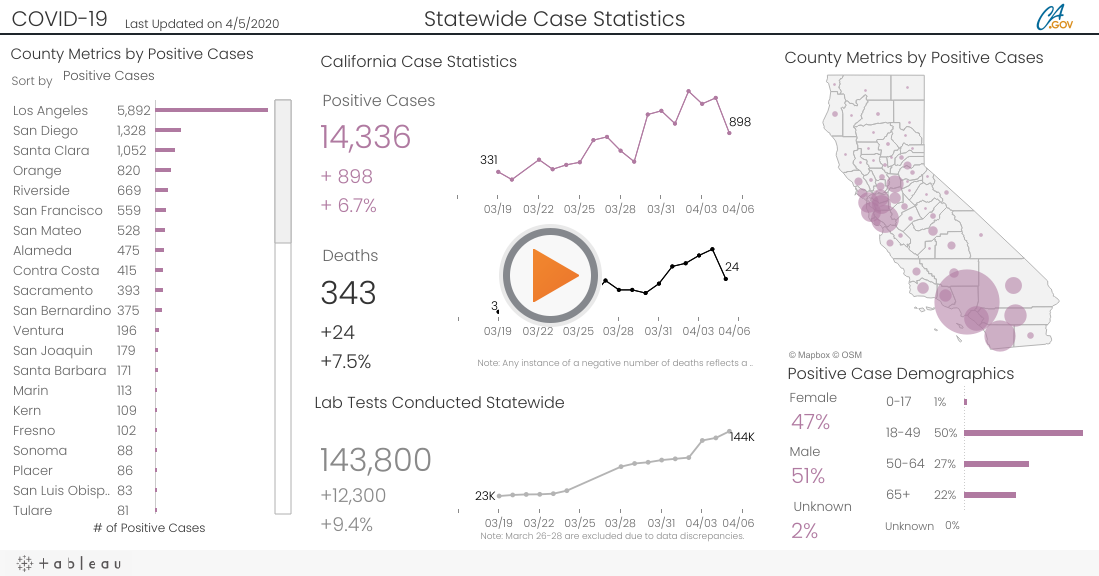 COVID-19 Last Updated on 4/5/2020 Statewide Case Statistics CA.GOV
County Metrics by Positive Cases
Sort by Positive Cases
Los Angeles 5,892
San Diego 1,328
Santa Clara 1,052
Orange 820
Riverside 669
San Francisco 559
San Mateo 528
Alameda 475
Contra Costa 415
Sacramento 393
San Bernardino 375
Ventura 196
San Joaquin 179
Santa Barbara 171
Marin 113
Kern 109
Fresno 102
Sonoma 88
Placer 86
San Luis Obisp.. 83
Tulare 81
# of Positive Cases
California Case Statistics
Positive Cases
14,336
+ 898
+ 6.7%
331
898
03/19 03/22 03/25 03/28 03/31 04/03 04/06
Deaths
343
+24
+7.5%
3
24
03/19 03/22 03/25 03/28 03/31 04/03 04/06
Note: Any instance of a negative number of deaths reflects a ..
Lab Tests Conducted Statewide
143,800
+12,300
+9.4%
23K
144K
03/19 03/22 03/25 03/28 03/31 04/03 04/06
Note: March 26-28 are excluded due to data discrepancies.
County Metrics by Positive Cases
© Mapbox © OSM
Positive Case Demographics
Female
47%
Male
51%
Unknown
2%
0-17 1%
18-49 50%
50-64 27%
65+ 22%
Unknown 0%
+ableau